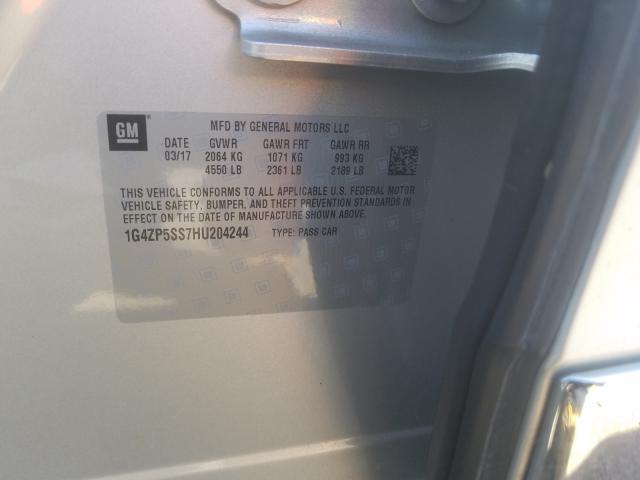 GM
MFD BY GENERAL MOTORS LLC
DATE GVWR GAWR FRT GAWR RR
03/17 2064 KG 1071 KG 993 KG
4550 LB 2361 LB 2189 LB
THIS VEHICLE CONFORMS TO ALL APPLICABLE U.S. FEDERAL MOTOR
VEHICLE SAFETY, BUMPER, AND THEFT PREVENTION STANDARDS IN
EFFECT ON THE DATE OF MANUFACTURE SHOWN ABOVE.
1G4ZP5SS7HU204244 TYPE: PASS CAR